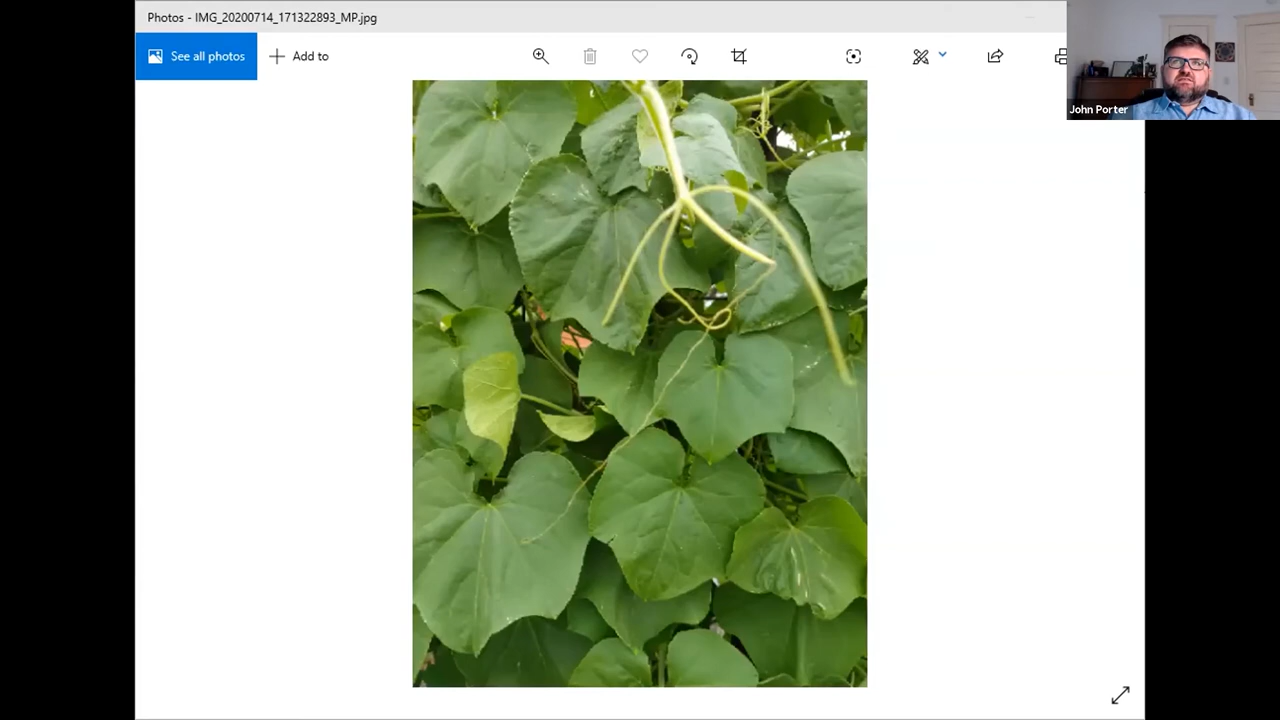 Photos - IMG_20200714_171322893_MP.jpg
See all photos
Add to
John Porter